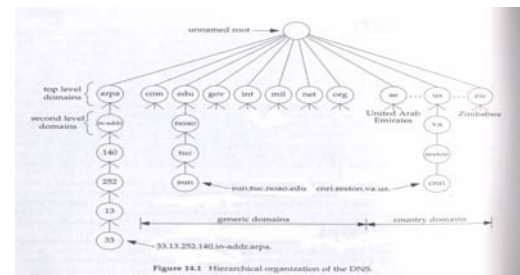 unnamed root
top level domains
arpa com edu gov int mil net org ae us zw
United Arab Emirates
Zimbabwe
second level domains
in-addr noao va
140 tuc reston
252 sun cnri
sun.tuc.noao.edu cnri.reston.va.us.
13
generic domains country domains
33
33.13.252.140.in-addr.arpa.
Figure 14.1 Hierarchical organization of the DNS.